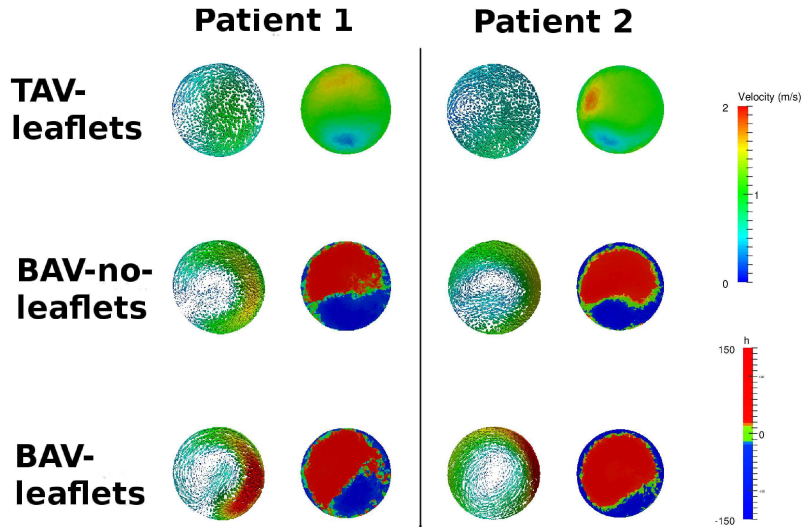 Patient 1
Patient 2
TAV-
leaflets
Velocity (m/s)
2
1
0
BAV-no-
leaflets
h
150
0
-150
BAV-
leaflets